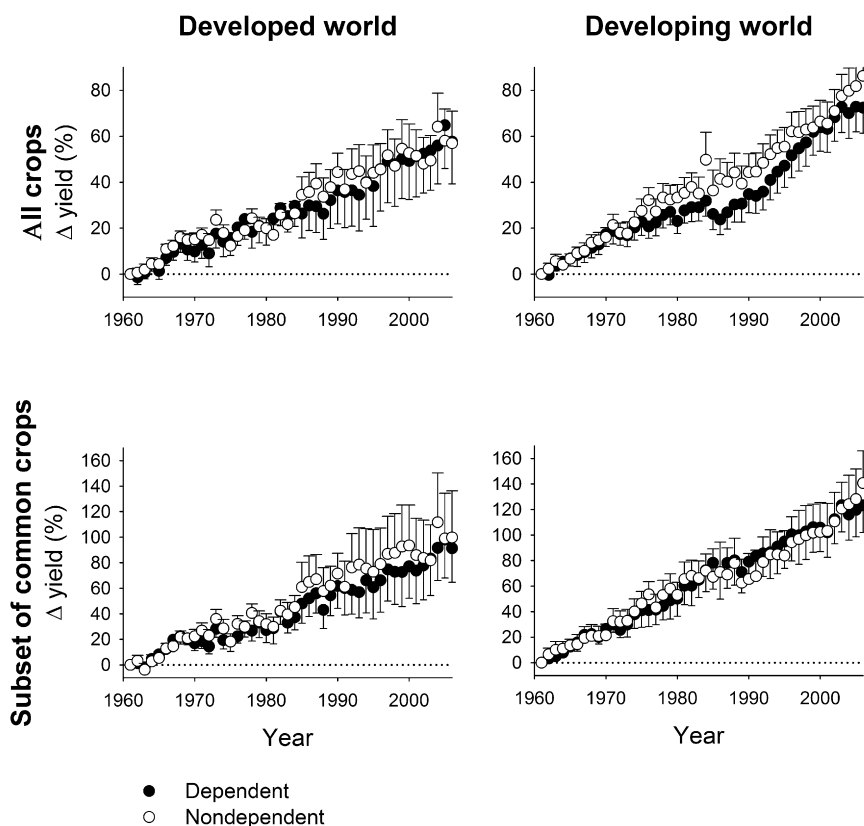 Developed world
Developing world
All crops
Δ yield (%)
80
60
40
20
0
1960 1970 1980 1990 2000
80
60
40
20
0
1960 1970 1980 1990 2000
Subset of common crops
Δ yield (%)
160
140
120
100
80
60
40
20
0
1960 1970 1980 1990 2000
Year
160
140
120
100
80
60
40
20
0
1960 1970 1980 1990 2000
Year
Dependent
Nondependent